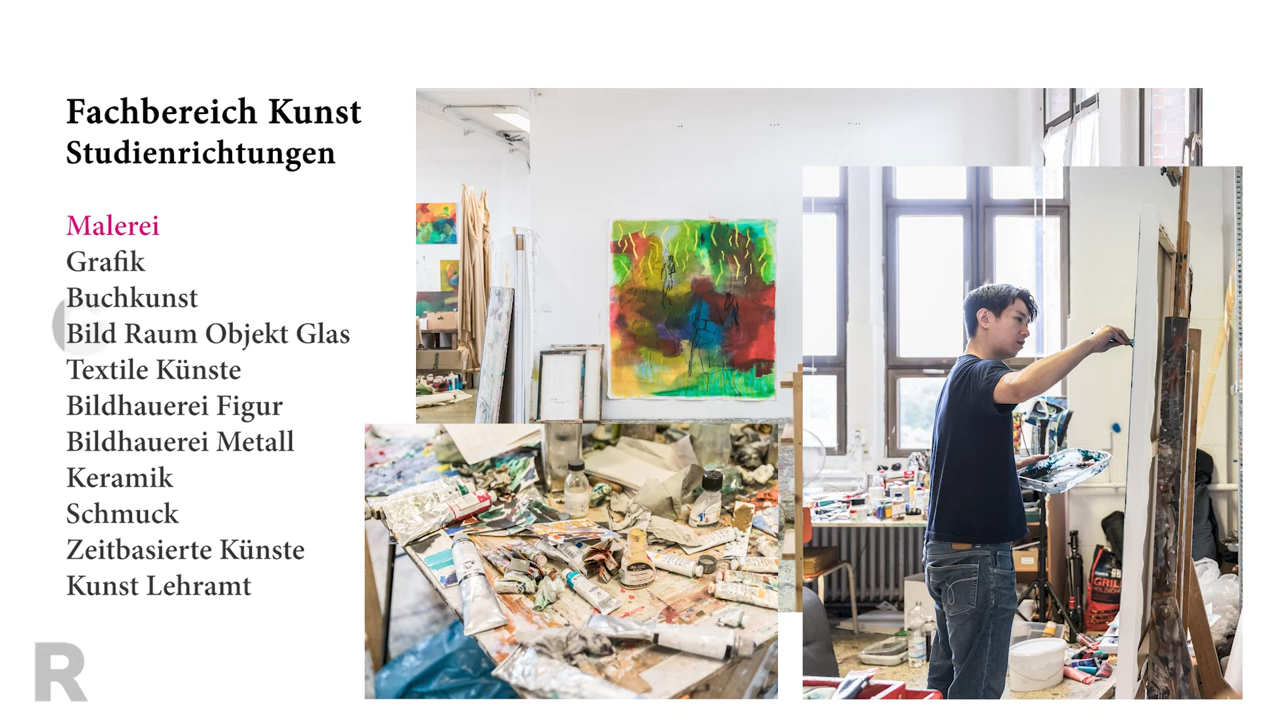 Fachbereich Kunst
Studienrichtungen
Malerei
Grafik
Buchkunst
Bild Raum Objekt Glas
Textile Künste
Bildhauerei Figur
Bildhauerei Metall
Keramik
Schmuck
Zeitbasierte Künste
Kunst Lehramt
R
GRILL